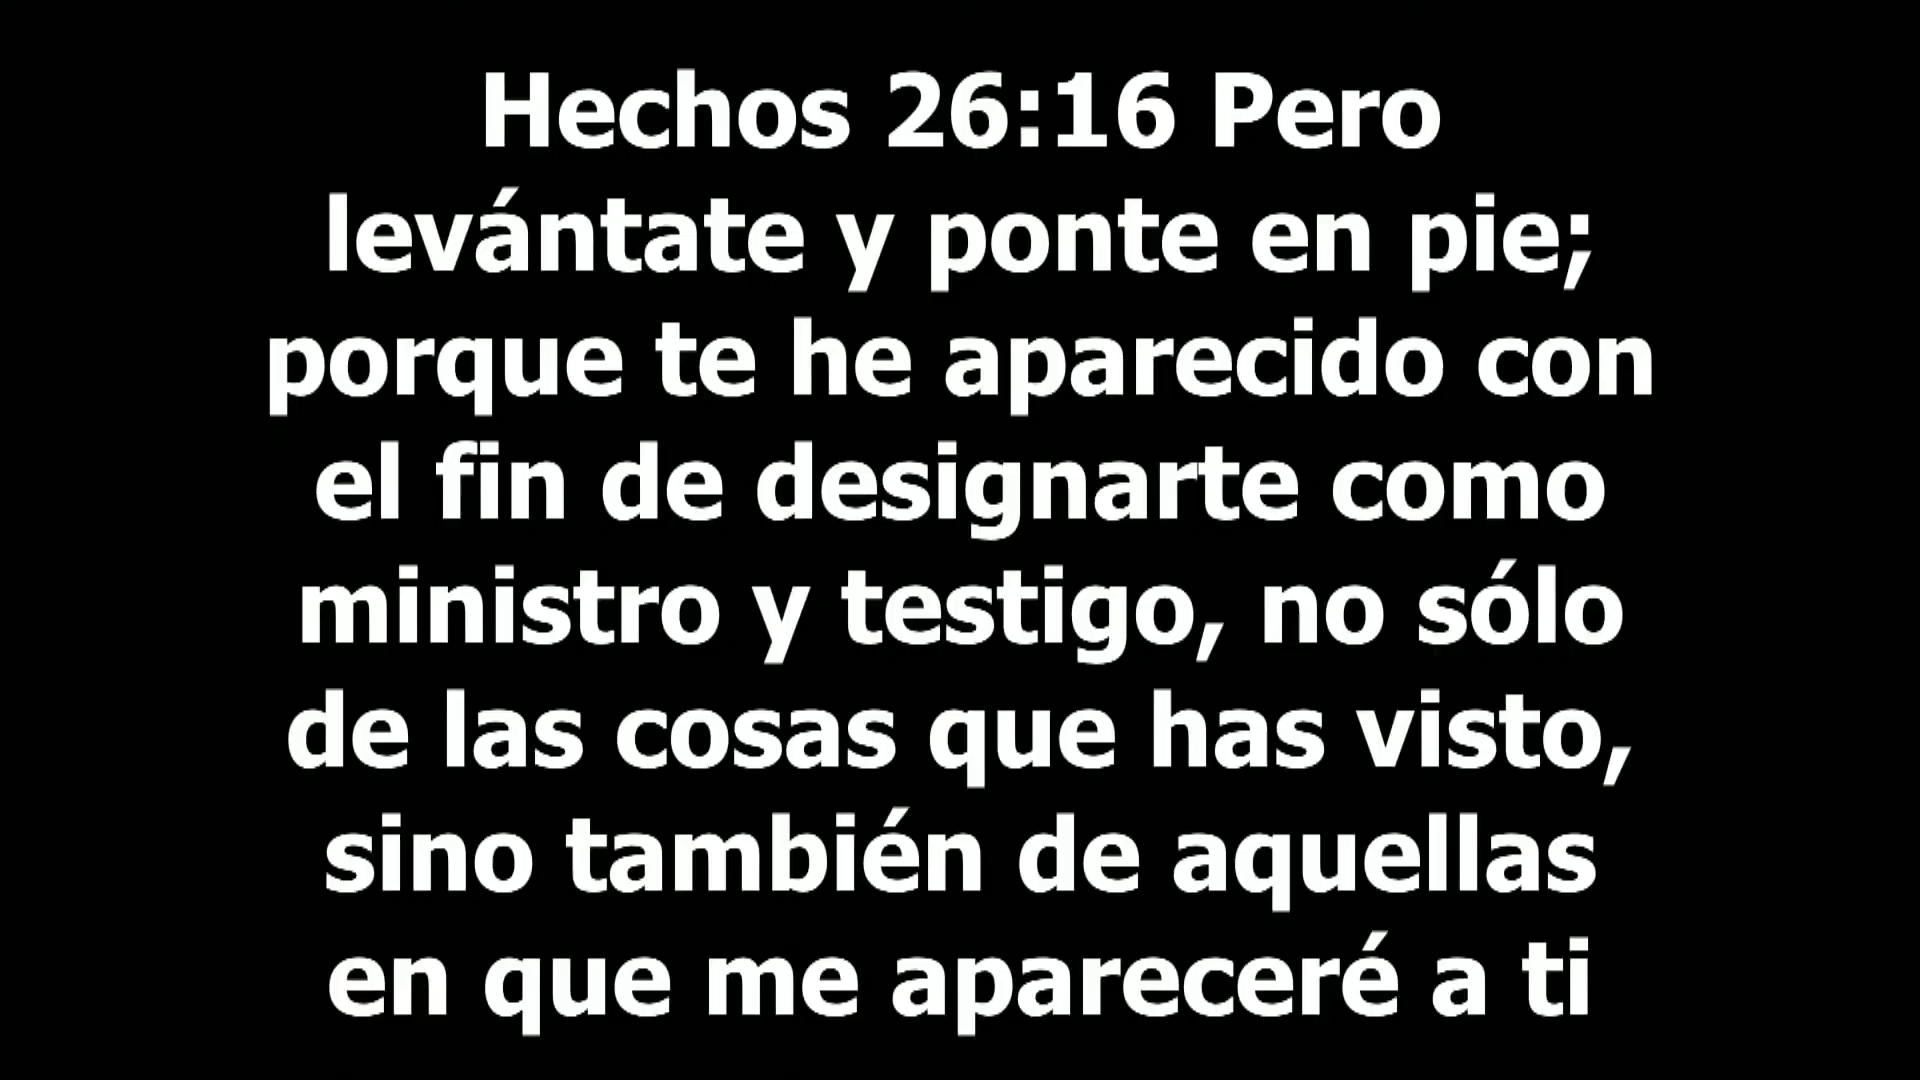 Hechos 26:16 Pero
levántate y ponte en pie;
porque te he aparecido con
el fin de designarte como
ministro y testigo, no sólo
de las cosas que has visto,
sino también de aquellas
en que me apareceré a ti